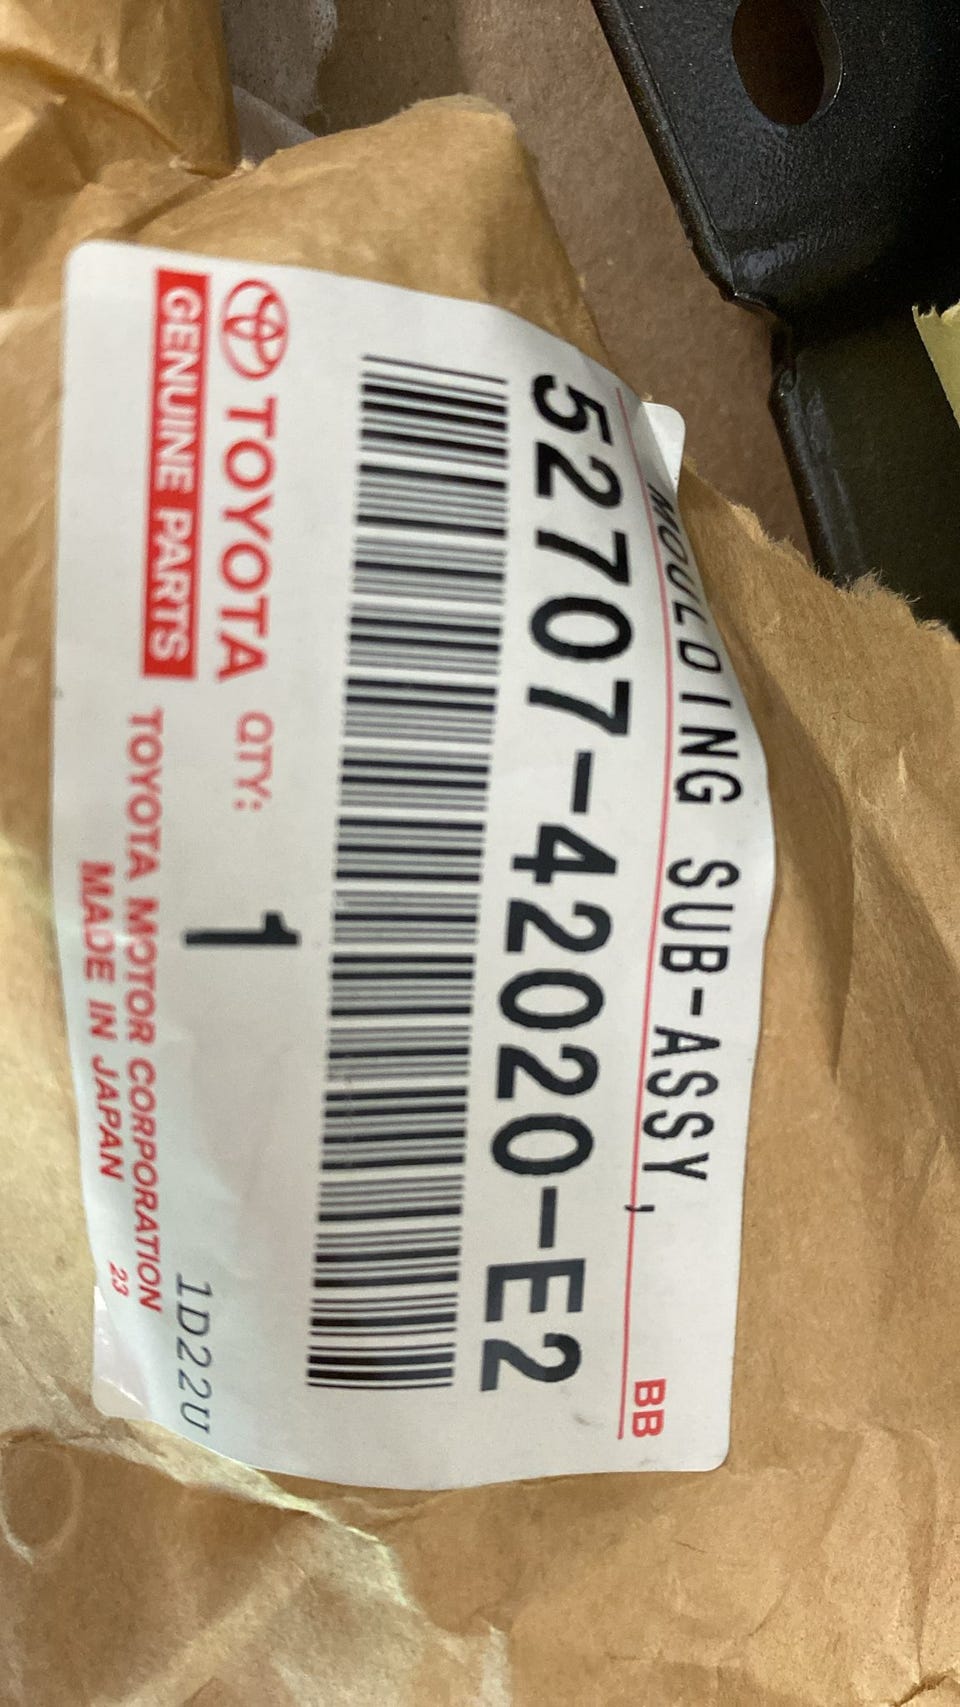 MOULDING SUB-ASSY,
BB
52707-42020-E2
TOYOTA QTY: 1
GENUINE PARTS
TOYOTA MOTOR CORPORATION
MADE IN JAPAN
23
1D22U